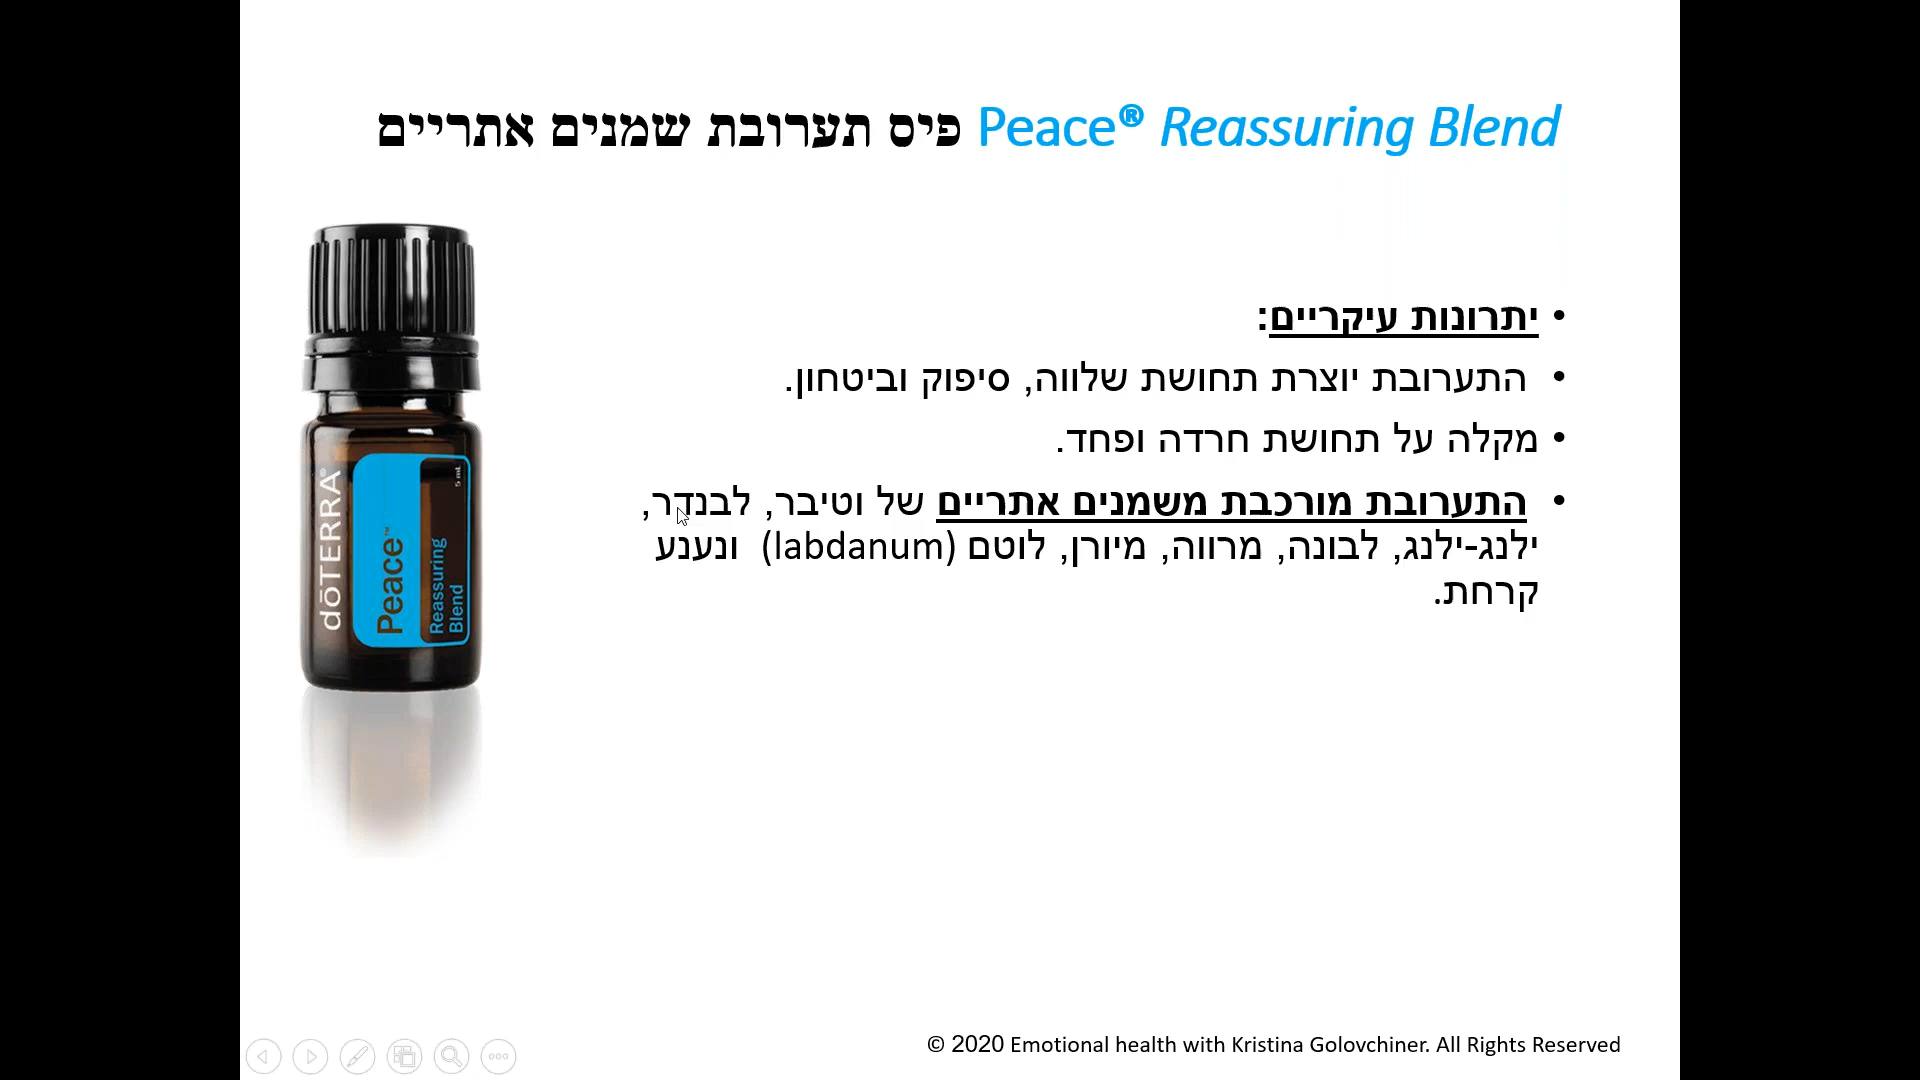 Peace® Reassuring Blend פיס תערובת שמנים אתריים
• יתרונות עיקריים:
• התערובת יוצרת תחושת שלווה, סיפוק וביטחון.
• מקלה על תחושת חרדה ופחד.
• התערובת מורכבת משמנים אתריים של וטיבר, לבנדר,
ילנג-ילנג, לבונה, מרווה, מיורן, לוטם (labdanum) ונענע
קרחת.
dōTERRA®
Peace™
Reassuring
Blend
5 mL
© 2020 Emotional health with Kristina Golovchiner. All Rights Reserved